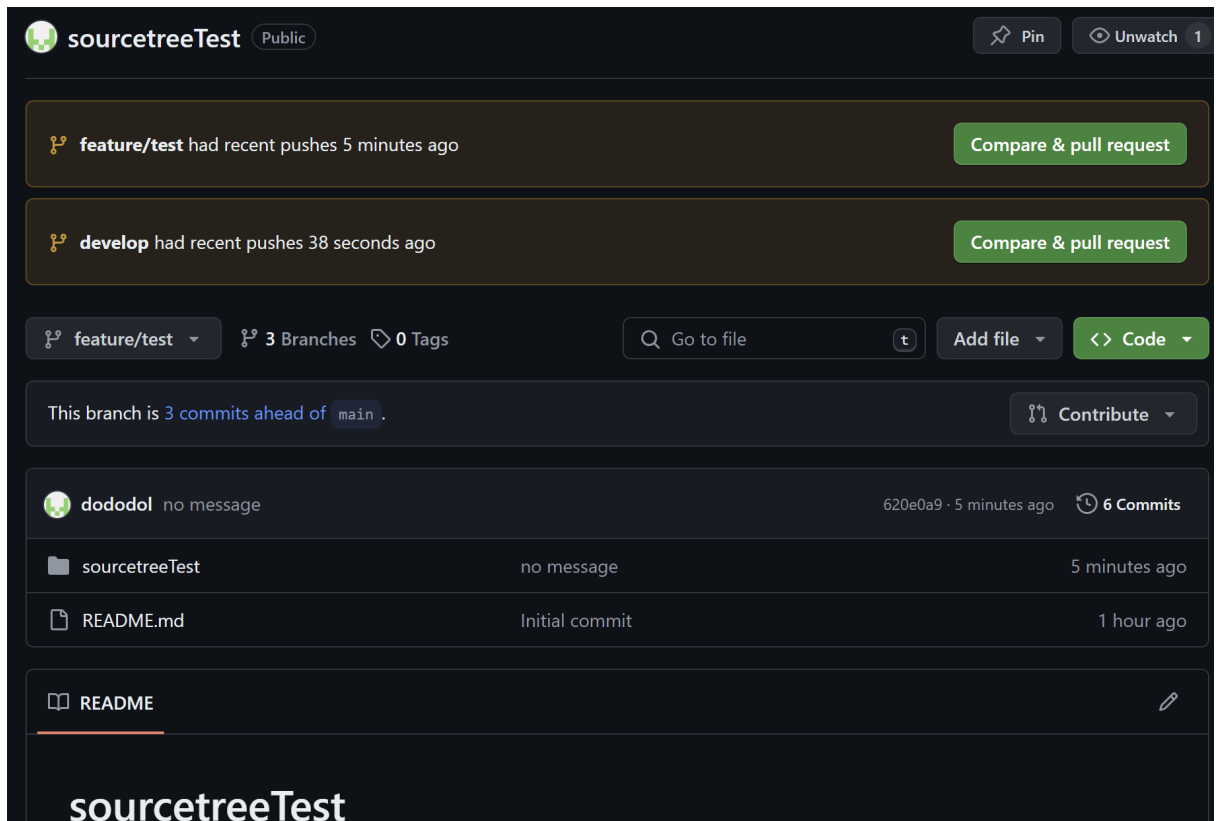 sourcetreeTest Public Pin Unwatch 1
feature/test had recent pushes 5 minutes ago Compare & pull request
develop had recent pushes 38 seconds ago Compare & pull request
feature/test 3 Branches 0 Tags Go to file t Add file <> Code
This branch is 3 commits ahead of main . Contribute
dododol no message 620e0a9 · 5 minutes ago 6 Commits
sourcetreeTest no message 5 minutes ago
README.md Initial commit 1 hour ago
README
sourcetreeTest